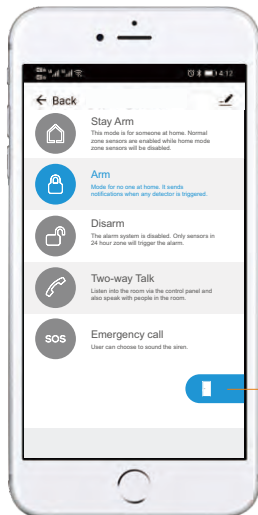 4:12
Back
Stay Arm
This mode is for someone at home. Normal
zone sensors are enabled while home mode
zone sensors will be disabled.
Arm
Mode for no one at home. It sends
notifications when any detector is triggered.
Disarm
The alarm system is disabled. Only sensors in
24 hour zone will trigger the alarm.
Two-way Talk
Listen into the room via the control panel and
also speak with people in the room.
SOS
Emergency call
User can choose to sound the siren.